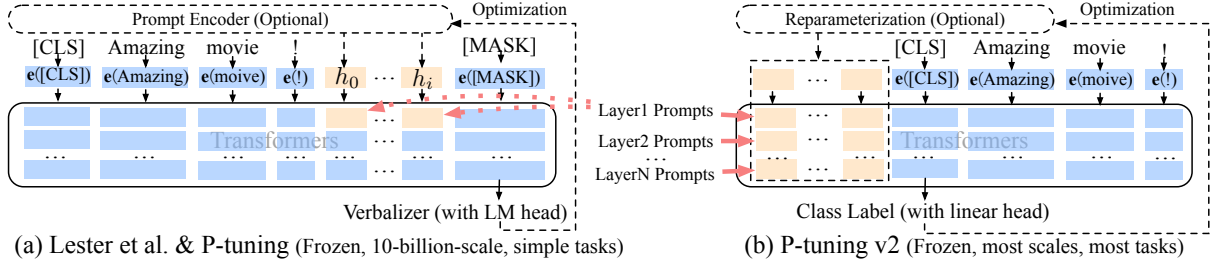 Prompt Encoder (Optional)
Optimization
[CLS] Amazing movie ! [MASK]
e([CLS]) e(Amazing) e(moive) e(!) h0 ... hi e([MASK])
...
Transformers
... ... ... ... ... ... ...
Verbalizer (with LM head)
(a) Lester et al. & P-tuning (Frozen, 10-billion-scale, simple tasks)
Layer1 Prompts
Layer2 Prompts
...
LayerN Prompts
Reparameterization (Optional)
Optimization
[CLS] Amazing movie !
... e([CLS]) e(Amazing) e(moive) e(!)
...
Transformers
... ... ... ... ... ... ...
Class Label (with linear head)
(b) P-tuning v2 (Frozen, most scales, most tasks)